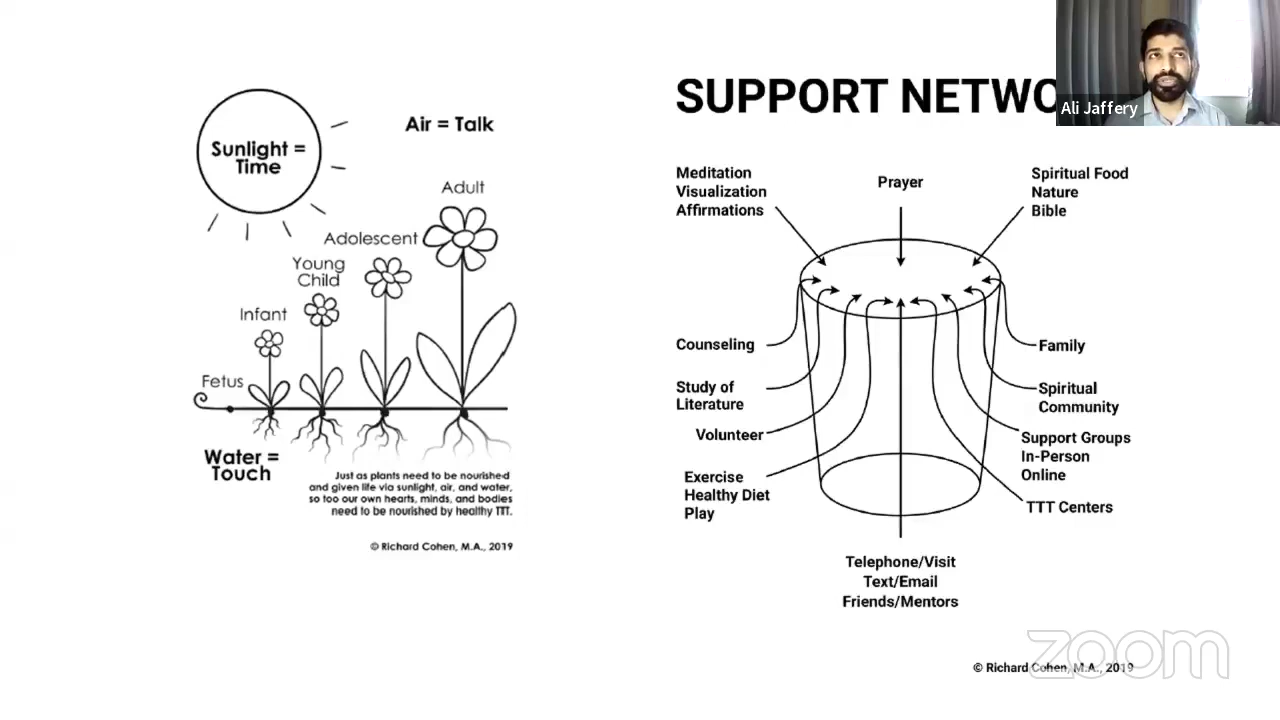 Sunlight =
Time
Air = Talk
Adult
Adolescent
Young
Child
Infant
Fetus
Water =
Touch
Just as plants need to be nourished
and given life via sunlight, air, and water,
so too our own hearts, minds, and bodies
need to be nourished by healthy TTT.
© Richard Cohen, M.A., 2019
SUPPORT NETWO
Ali Jaffery
Meditation
Visualization
Affirmations
Prayer
Spiritual Food
Nature
Bible
Counseling
Study of
Literature
Volunteer
Exercise
Healthy Diet
Play
Family
Spiritual
Community
Support Groups
In-Person
Online
TTT Centers
Telephone/Visit
Text/Email
Friends/Mentors
© Richard Cohen, M.A., 2019
zoom